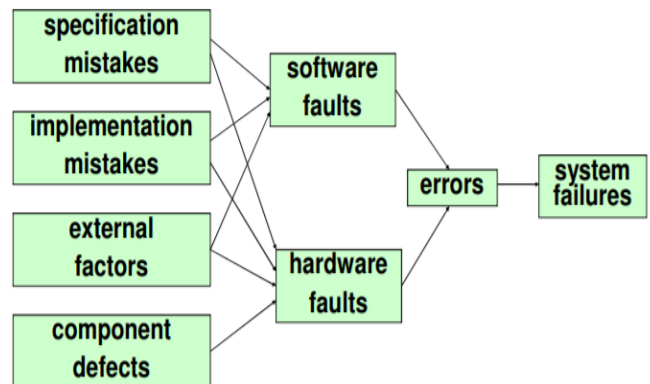 specification
mistakes
implementation
mistakes
external
factors
component
defects
software
faults
hardware
faults
errors
system
failures